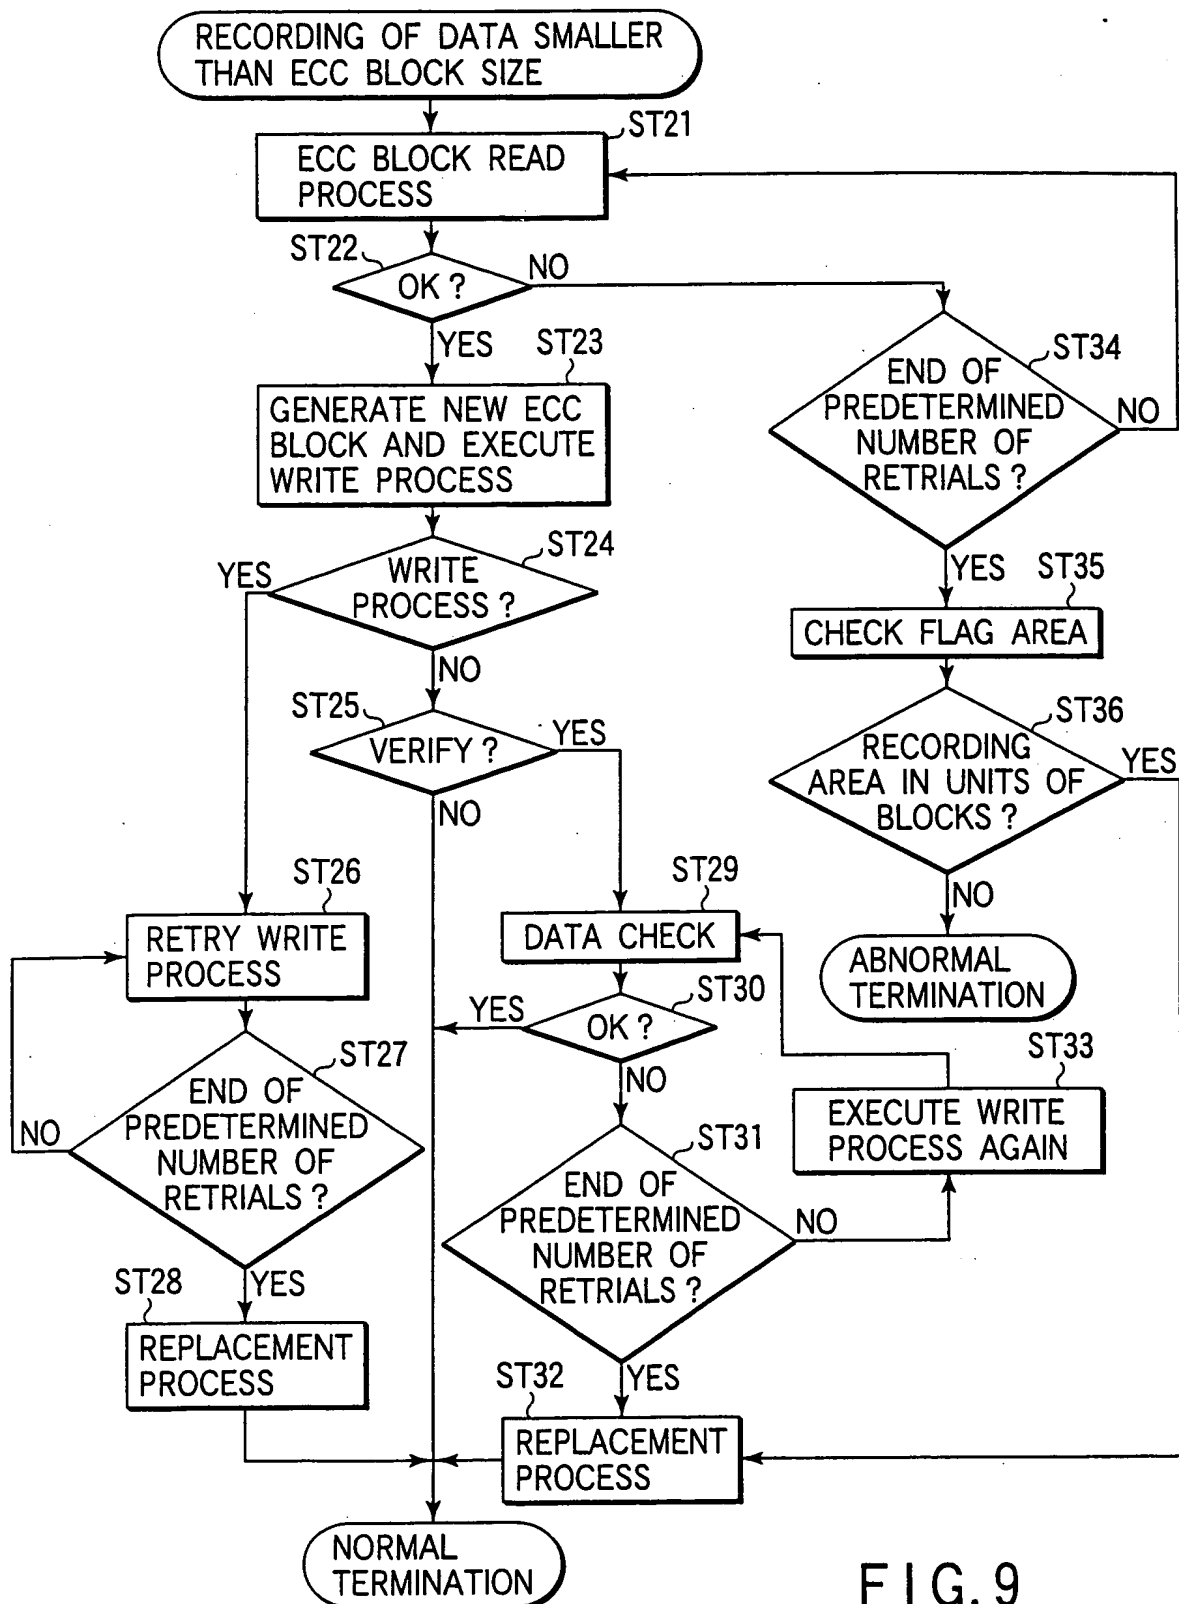 RECORDING OF DATA SMALLER
THAN ECC BLOCK SIZE
ST21
ECC BLOCK READ
PROCESS
ST22
OK?
NO
YES
ST23
GENERATE NEW ECC
BLOCK AND EXECUTE
WRITE PROCESS
ST34
END OF
PREDETERMINED
NUMBER OF
RETRIALS?
NO
YES
ST24
WRITE
PROCESS?
YES
NO
ST35
CHECK FLAG AREA
ST25
VERIFY?
YES
NO
ST36
RECORDING
AREA IN UNITS OF
BLOCKS?
YES
NO
ABNORMAL
TERMINATION
ST26
RETRY WRITE
PROCESS
ST29
DATA CHECK
ST30
OK?
YES
NO
ST33
EXECUTE WRITE
PROCESS AGAIN
ST27
END OF
PREDETERMINED
NUMBER OF
RETRIALS?
NO
YES
ST31
END OF
PREDETERMINED
NUMBER OF
RETRIALS?
NO
YES
ST28
REPLACEMENT
PROCESS
ST32
REPLACEMENT
PROCESS
NORMAL
TERMINATION
FIG. 9